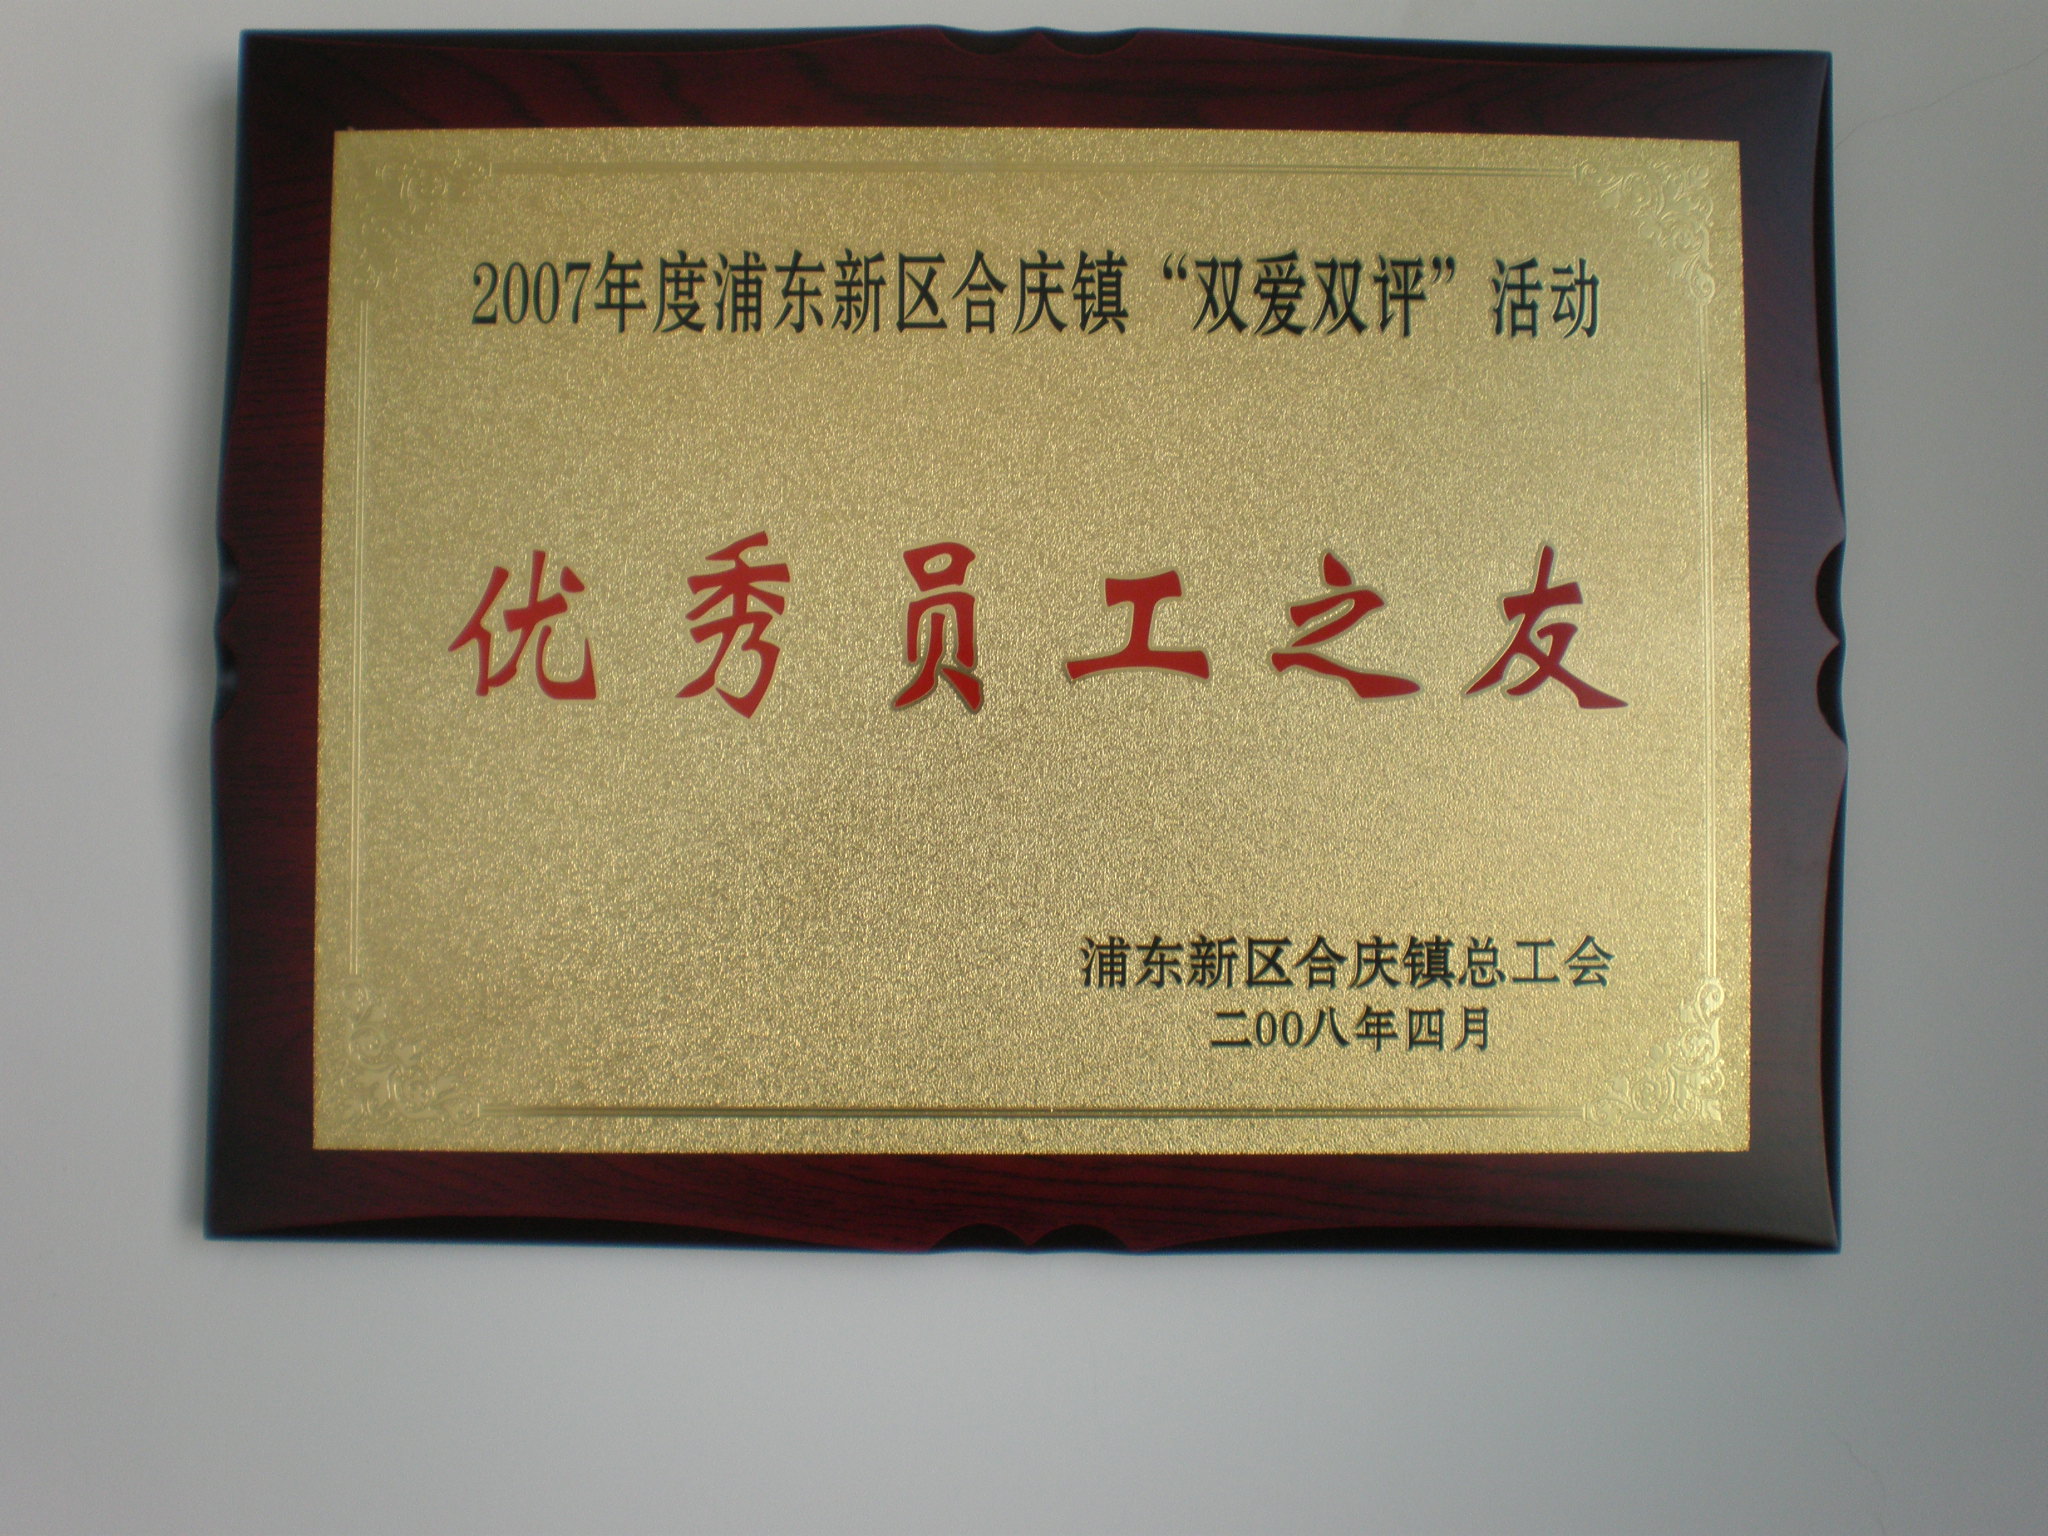 2007年度浦东新区合庆镇“双爱双评”活动
优秀员工之友
浦东新区合庆镇总工会
二00八年四月